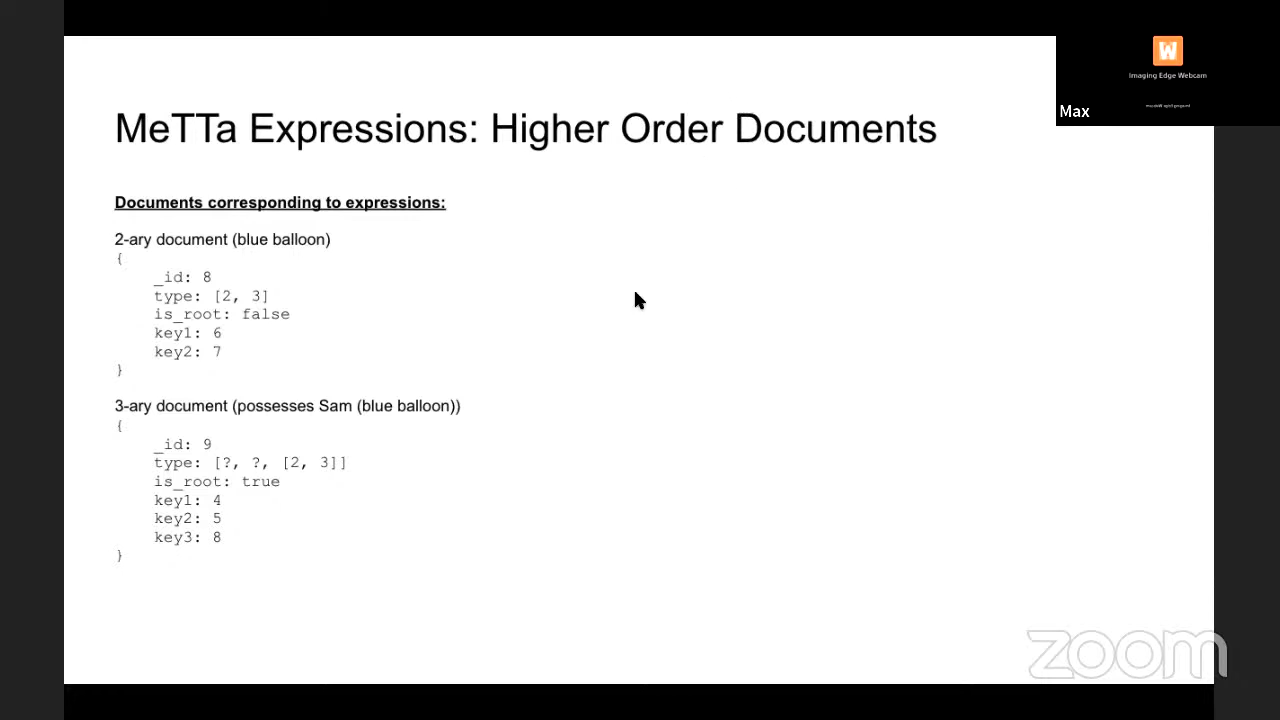 MeTTa Expressions: Higher Order Documents
Documents corresponding to expressions:
2-ary document (blue balloon)
{
_id: 8
type: [2, 3]
is_root: false
key1: 6
key2: 7
}
3-ary document (possesses Sam (blue balloon))
{
_id: 9
type: [?, ?, [2, 3]]
is_root: true
key1: 4
key2: 5
key3: 8
}
W
Imaging Edge Webcam
Max
zoom